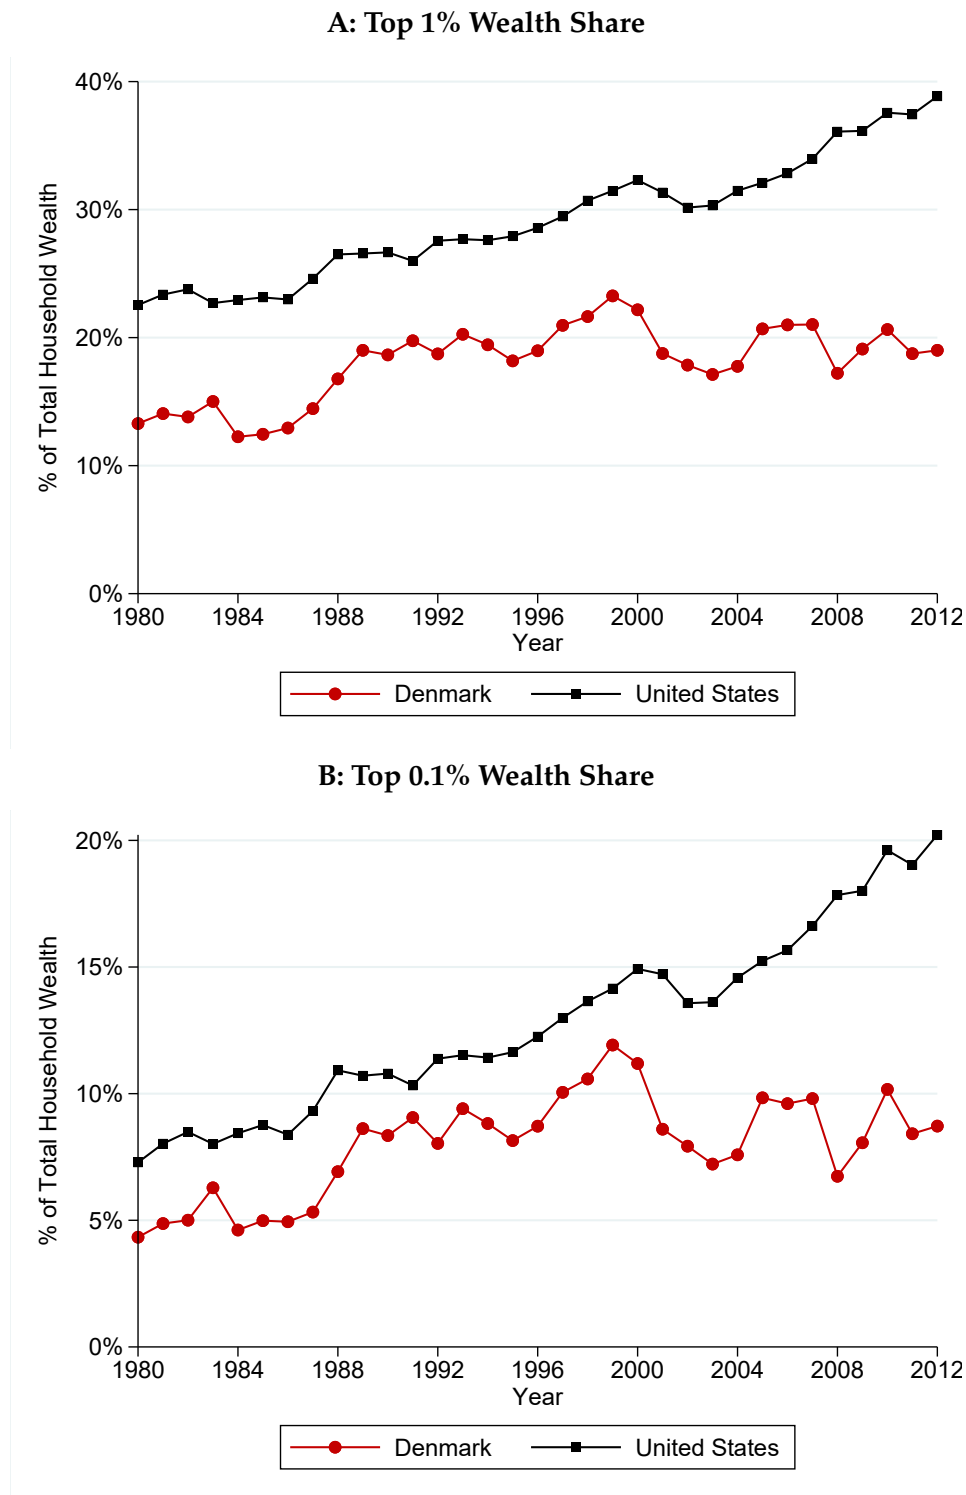 A: Top 1% Wealth Share
% of Total Household Wealth
40%
30%
20%
10%
0%
1980 1984 1988 1992 1996 2000 2004 2008 2012
Year
Denmark United States
B: Top 0.1% Wealth Share
% of Total Household Wealth
20%
15%
10%
5%
0%
1980 1984 1988 1992 1996 2000 2004 2008 2012
Year
Denmark United States